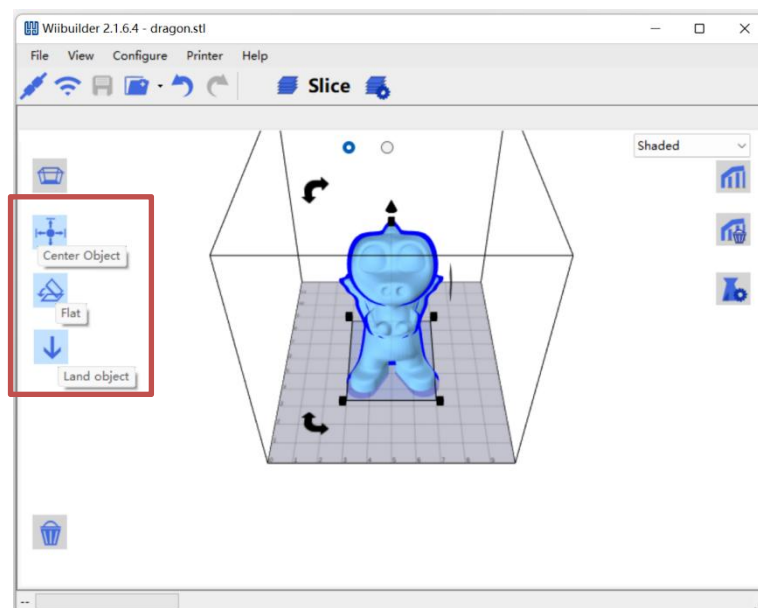 Wiibuilder 2.1.6.4 - dragon.stl
File View Configure Printer Help
Slice
Shaded
Center Object
Flat
Land object
--